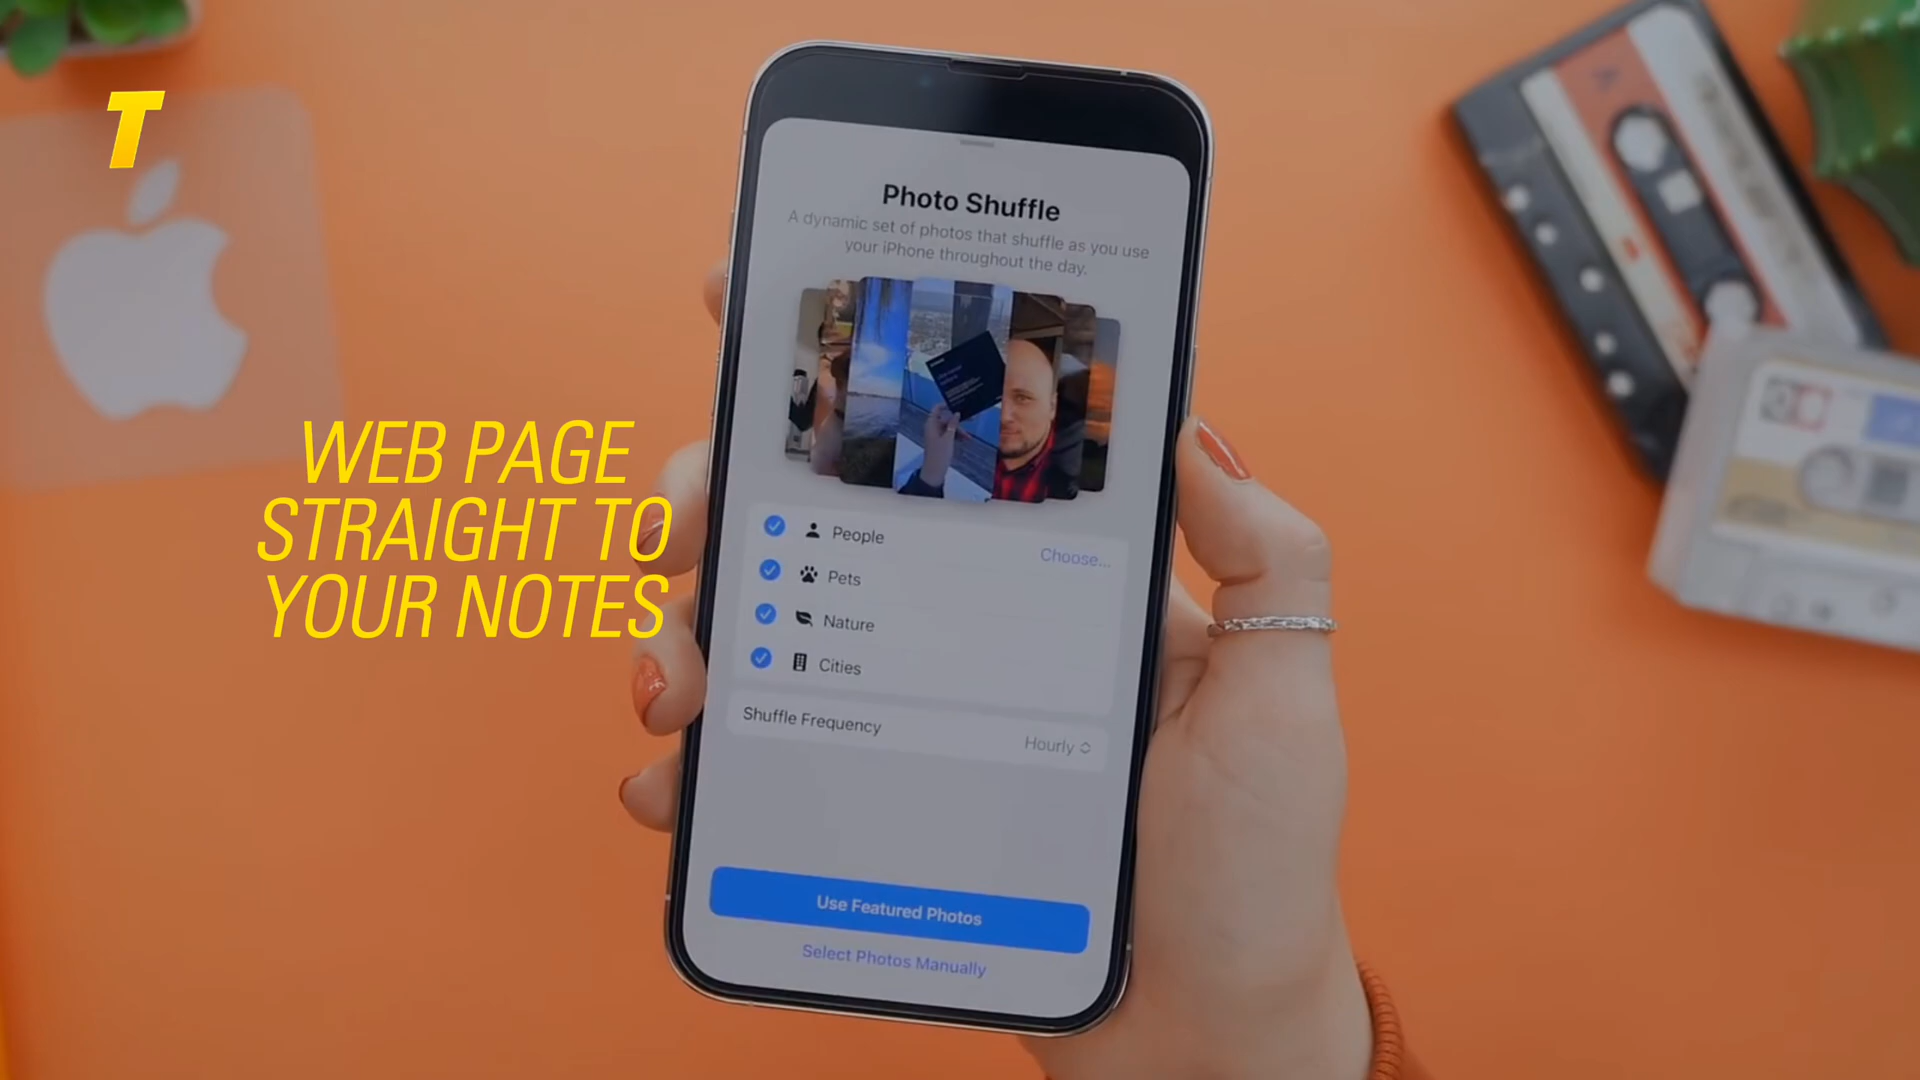 T
WEB PAGE
STRAIGHT TO
YOUR NOTES
Photo Shuffle
A dynamic set of photos that shuffle as you use
your iPhone throughout the day.
People
Choose...
Pets
Nature
Cities
Shuffle Frequency
Hourly
Use Featured Photos
Select Photos Manually